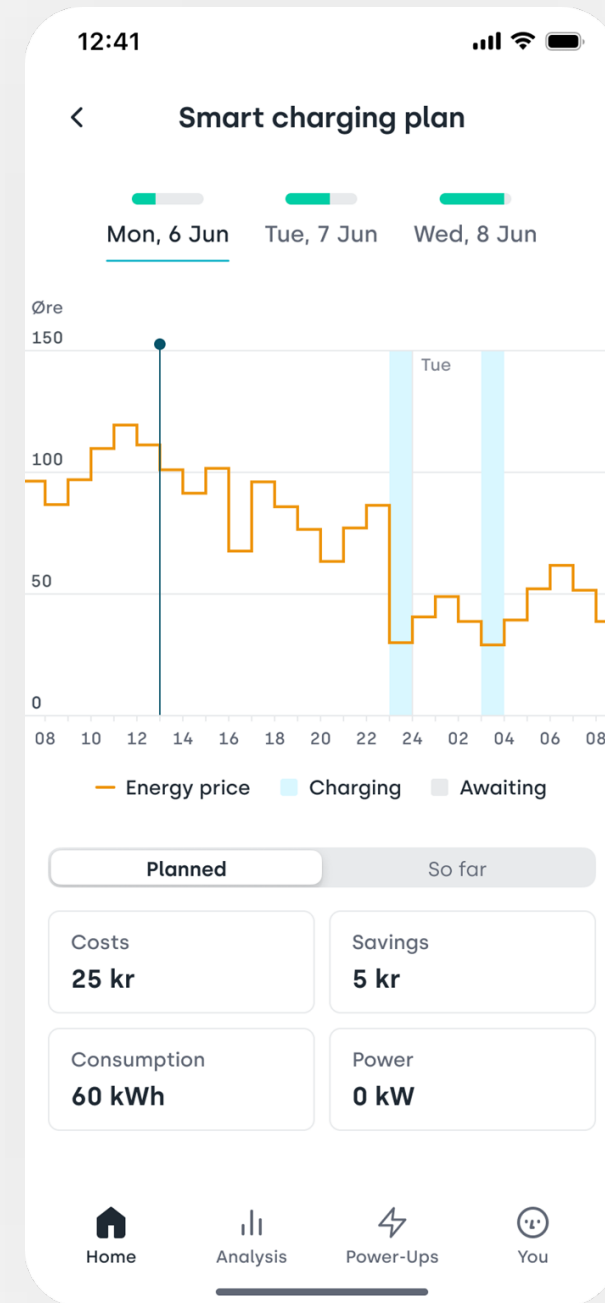 12:41
Smart charging plan
Mon, 6 Jun Tue, 7 Jun Wed, 8 Jun
Øre
150
Tue
100
50
0
08 10 12 14 16 18 20 22 24 02 04 06 08
Energy price Charging Awaiting
Planned So far
Costs Savings
25 kr 5 kr
Consumption Power
60 kWh 0 kW
Home Analysis Power-Ups You